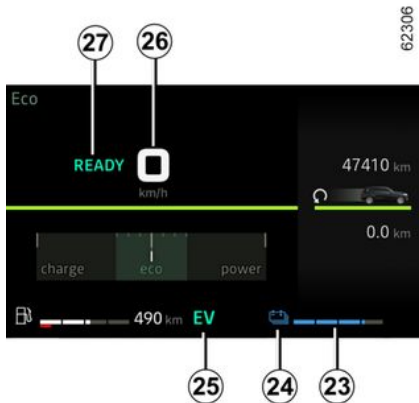 62306
27
26
Eco
READY
0
km/h
47410 km
0.0 km
charge
eco
power
490 km
EV
25
24
23